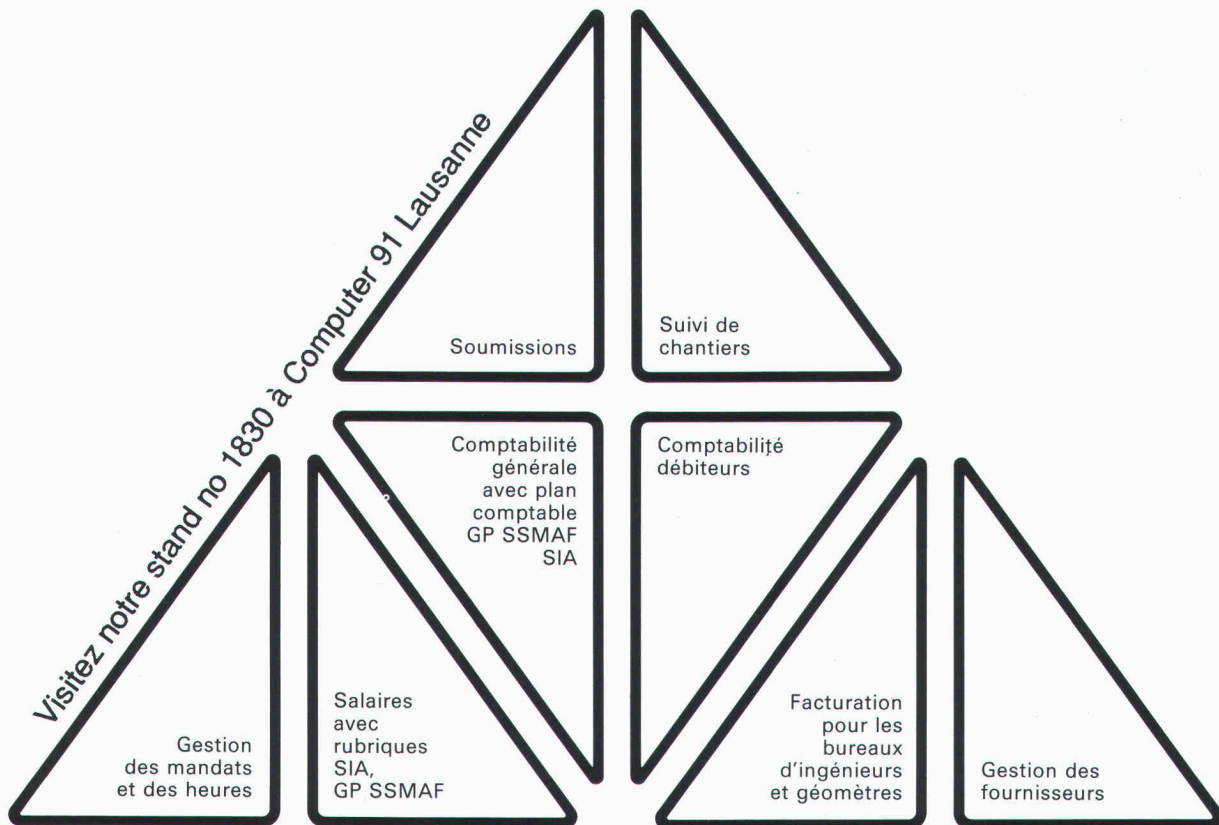 Visitez notre stand no 1830 à Computer 91 Lausanne
Soumissions
Suivi de
chantiers
Comptabilité
générale
avec plan
comptable
GP SSMAF
SIA
Comptabilité
débiteurs
Gestion
des mandats
et des heures
Salaires
avec
rubriques
SIA,
GP SSMAF
Facturation
pour les
bureaux
d'ingénieurs
et géomètres
Gestion des
fournisseurs